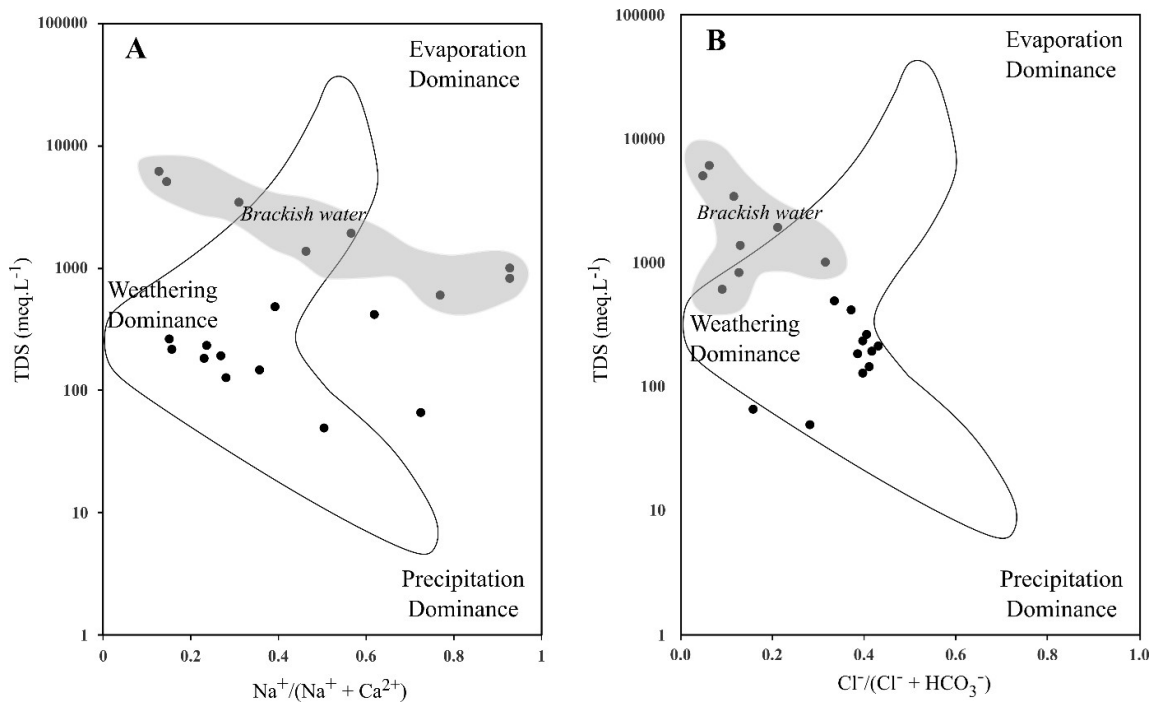 A
Evaporation
Dominance
100000
10000
1000
100
10
1
TDS (meq.L⁻¹)
Brackish water
Weathering
Dominance
Precipitation
Dominance
0
0.2
0.4
0.6
0.8
1
Na⁺/(Na⁺ + Ca²⁺)
B
Evaporation
Dominance
100000
10000
1000
100
10
1
TDS (meq.L⁻¹)
Brackish water
Weathering
Dominance
Precipitation
Dominance
0.0
0.2
0.4
0.6
0.8
1.0
Cl⁻/(Cl⁻ + HCO₃⁻)